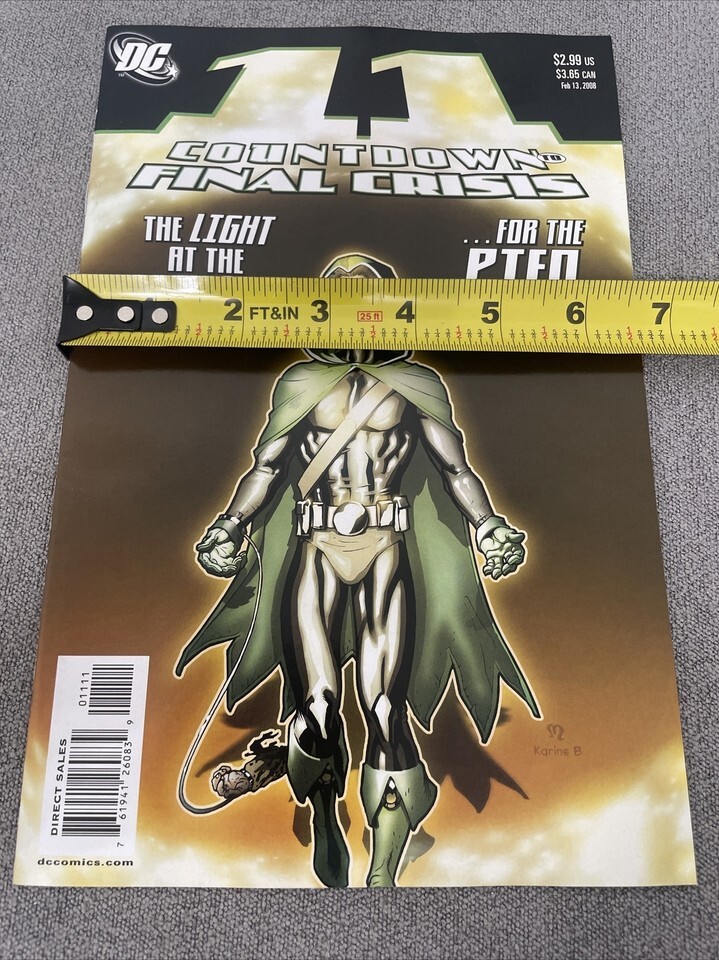 DC
11
$2.99 US
$3.65 CAN
Feb 13, 2008
COUNTDOWN TO
FINAL CRISIS
THE LIGHT
AT THE
...FOR THE
1 2 FT&IN 3 25 ft 4 5 6 7
Karine B
01111
7 61941 26083 9
DIRECT SALES
dccomics.com